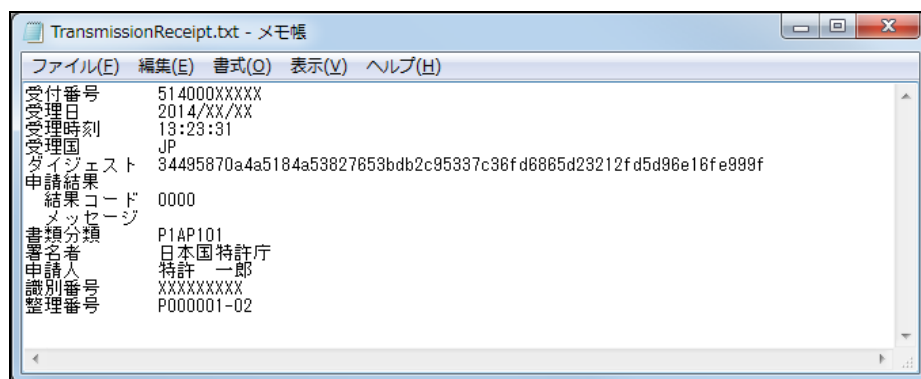 TransmissionReceipt.txt - メモ帳
ファイル(F) 編集(E) 書式(O) 表示(V) ヘルプ(H)
受付番号 514000XXXXX
受理日 2014/XX/XX
受理時刻 13:23:31
受理国 JP
ダイジェスト 34495870a4a5184a53827653bdb2c95337c36fd6865d23212fd5d96e16fe999f
申請結果
結果コード 0000
メッセージ
書類分類 P1AP101
署名者 日本国特許庁
申請人 特許　一郎
識別番号 XXXXXXXXX
整理番号 P000001-02